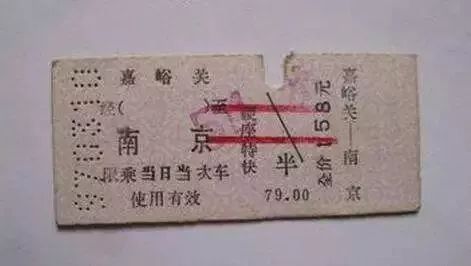 嘉峪关
经( )至
南京
限乘当日当次车
使用有效
硬座特快
半
79.00
全价158元
嘉峪关——南京